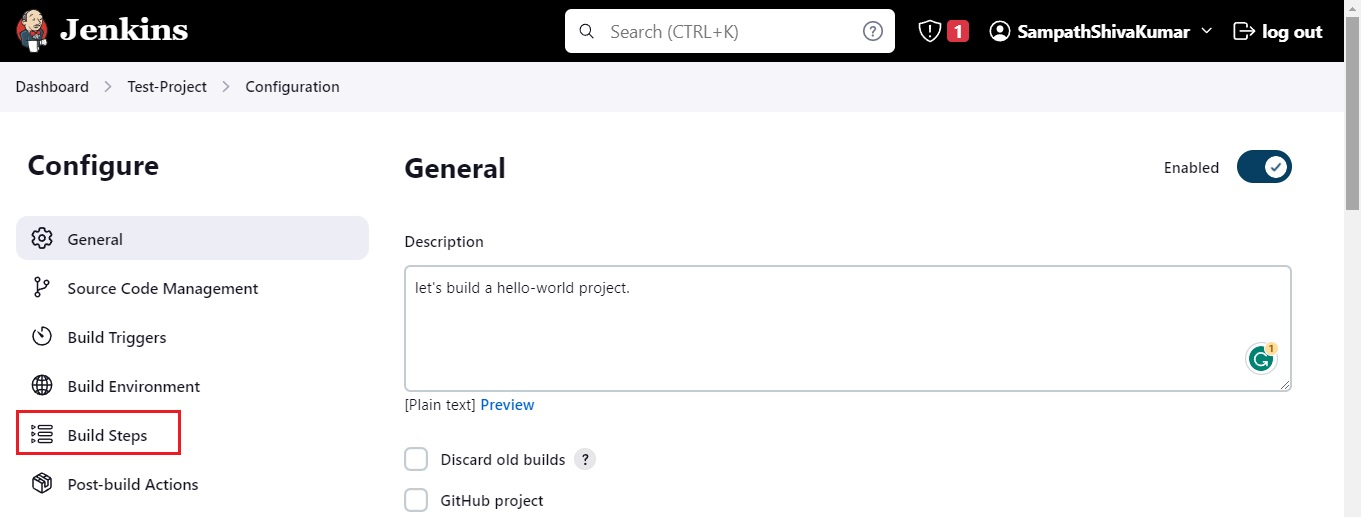 Jenkins
Search (CTRL+K)
?
1
SampathShivaKumar
log out
Dashboard > Test-Project > Configuration
Configure
General
Source Code Management
Build Triggers
Build Environment
Build Steps
Post-build Actions
General
Enabled
Description
let's build a hello-world project.
1
[Plain text] Preview
Discard old builds ?
GitHub project